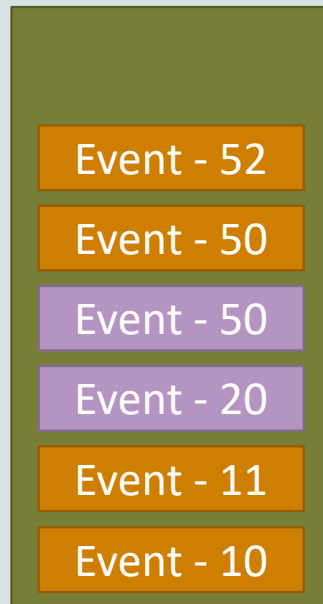 Event - 52
Event - 50
Event - 50
Event - 20
Event - 11
Event - 10